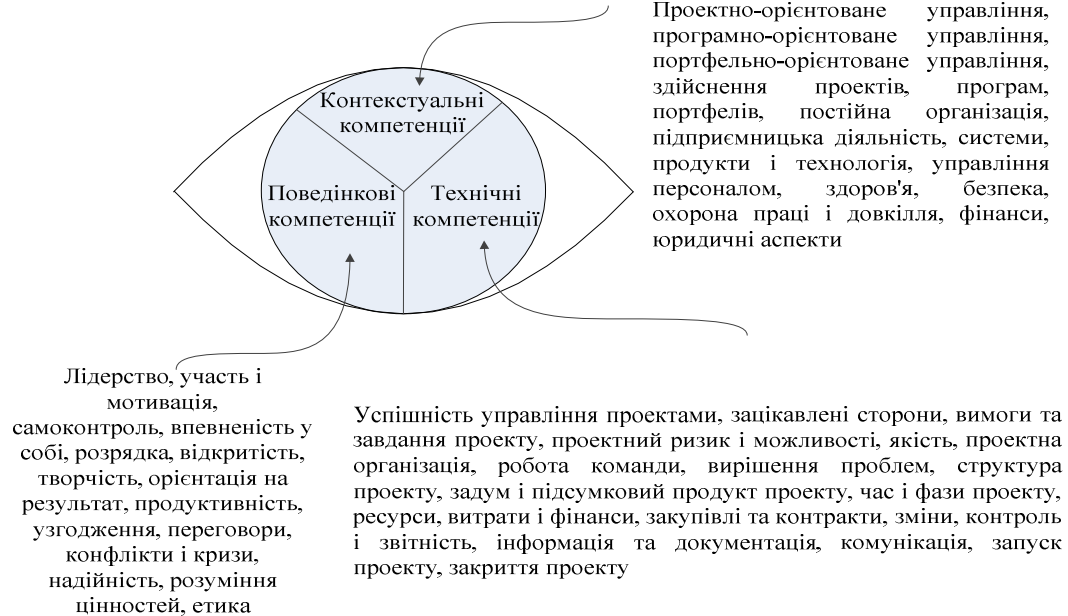 Проектно-орієнтоване управління,
програмно-орієнтоване управління,
портфельно-орієнтоване управління,
здійснення проектів, програм,
портфелів, постійна організація,
підприємницька діяльність, системи,
продукти і технологія, управління
персоналом, здоров'я, безпека,
охорона праці і довкілля, фінанси,
юридичні аспекти
Контекстуальні
компетенції
Поведінкові
компетенції
Технічні
компетенції
Лідерство, участь і
мотивація,
самоконтроль, впевненість у
собі, розрядка, відкритість,
творчість, орієнтація на
результат, продуктивність,
узгодження, переговори,
конфлікти і кризи,
надійність, розуміння
цінностей, етика
Успішність управління проектами, зацікавлені сторони, вимоги та
завдання проекту, проектний ризик і можливості, якість, проектна
організація, робота команди, вирішення проблем, структура
проекту, задум і підсумковий продукт проекту, час і фази проекту,
ресурси, витрати і фінанси, закупівлі та контракти, зміни, контроль
і звітність, інформація та документація, комунікація, запуск
проекту, закриття проекту